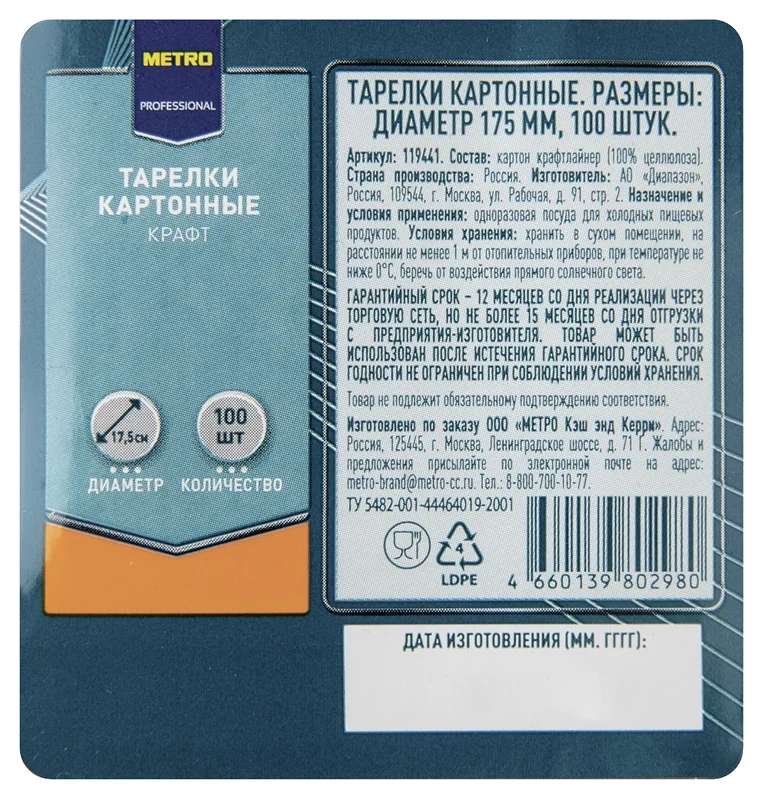 METRO
PROFESSIONAL
ТАРЕЛКИ
КАРТОННЫЕ
КРАФТ
17,5см
100
ШТ
ДИАМЕТР КОЛИЧЕСТВО
ТАРЕЛКИ КАРТОННЫЕ. РАЗМЕРЫ:
ДИАМЕТР 175 ММ, 100 ШТУК.
Артикул: 119441. Состав: картон крафтлайнер (100% целлюлоза).
Страна производства: Россия. Изготовитель: АО «Диапазон»,
Россия, 109544, г. Москва, ул. Рабочая, д. 91, стр. 2. Назначение и
условия применения: одноразовая посуда для холодных пищевых
продуктов. Условия хранения: хранить в сухом помещении, на
расстоянии не менее 1 м от отопительных приборов, при температуре не
ниже 0°С, беречь от воздействия прямого солнечного света.
ГАРАНТИЙНЫЙ СРОК – 12 МЕСЯЦЕВ СО ДНЯ РЕАЛИЗАЦИИ ЧЕРЕЗ
ТОРГОВУЮ СЕТЬ, НО НЕ БОЛЕЕ 15 МЕСЯЦЕВ СО ДНЯ ОТГРУЗКИ
С ПРЕДПРИЯТИЯ-ИЗГОТОВИТЕЛЯ. ТОВАР МОЖЕТ БЫТЬ
ИСПОЛЬЗОВАН ПОСЛЕ ИСТЕЧЕНИЯ ГАРАНТИЙНОГО СРОКА. СРОК
ГОДНОСТИ НЕ ОГРАНИЧЕН ПРИ СОБЛЮДЕНИИ УСЛОВИЙ ХРАНЕНИЯ.
Товар не подлежит обязательному подтверждению соответствия.
Изготовлено по заказу ООО «МЕТРО Кэш энд Керри». Адрес:
Россия, 125445, г. Москва, Ленинградское шоссе, д. 71 Г. Жалобы и
предложения присылайте по электронной почте на адрес:
metro-brand@metro-cc.ru Тел.: 8-800-700-10-77.
ТУ 5482-001-44464019-2001
4
LDPE
4 660139 802980
ДАТА ИЗГОТОВЛЕНИЯ (ММ. ГГГГ):